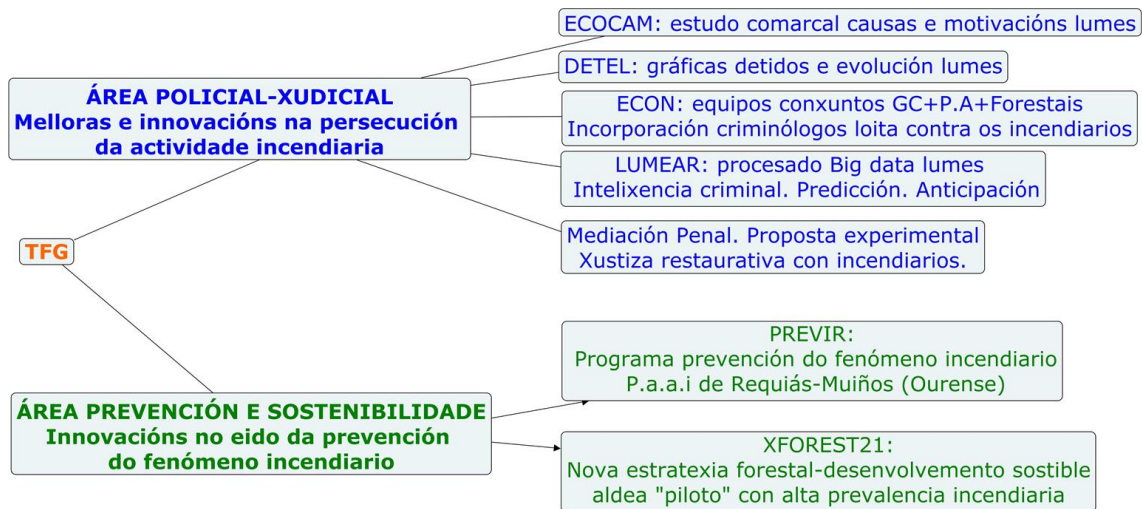 ECOCAM: estudo comarcal causas e motivacións lumes
DETEL: gráficas detidos e evolución lumes
ÁREA POLICIAL-XUDICIAL
Melloras e innovacións na persecución
da actividade incendiaria
ECON: equipos conxuntos GC+P.A+Forestais
Incorporación criminólogos loita contra os incendiarios
LUMEAR: procesado Big data lumes
Intelixencia criminal. Predicción. Anticipación
Mediación Penal. Proposta experimental
Xustiza restaurativa con incendiarios.
TFG
PREVIR:
Programa prevención do fenómeno incendiario
P.a.a.i de Requiás-Muiños (Ourense)
ÁREA PREVENCIÓN E SOSTENIBILIDADE
Innovacións no eido da prevención
do fenómeno incendiario
XFOREST21:
Nova estratexia forestal-desenvolvemento sostible
aldea "piloto" con alta prevalencia incendiaria